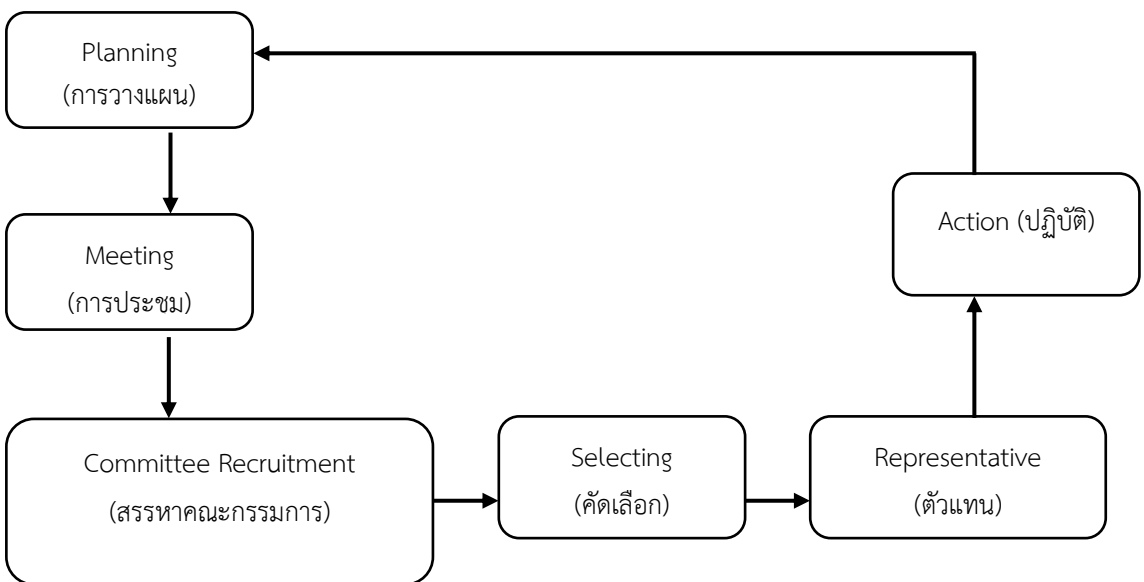 Planning
(การวางแผน)
Meeting
(การประชม)
Committee Recruitment
(สรรหาคณะกรรมการ)
Selecting
(คัดเลือก)
Representative
(ตัวแทน)
Action (ปฏิบัติ)